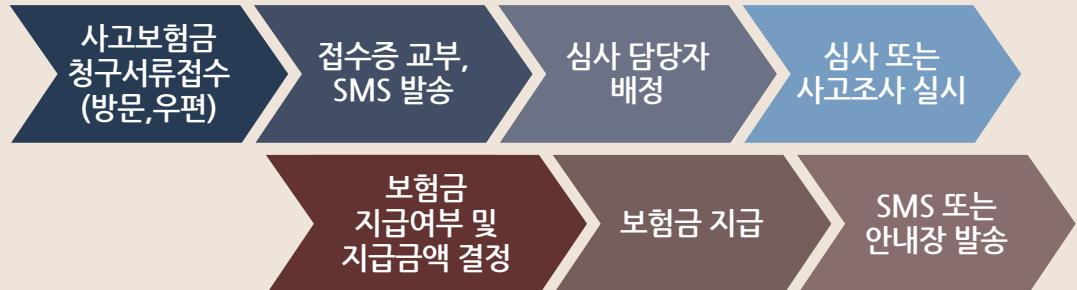 사고보험금
청구서류접수
(방문,우편)
접수증 교부,
SMS 발송
심사 담당자
배정
심사 또는
사고조사 실시
보험금
지급여부 및
지급금액 결정
보험금 지급
SMS 또는
안내장 발송